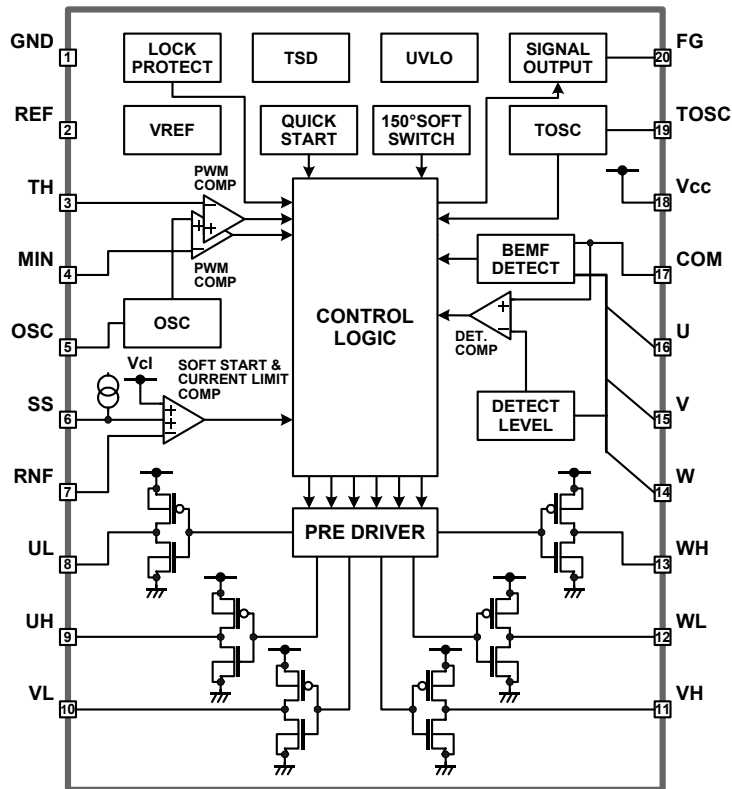 GND
1
REF
2
TH
3
MIN
4
OSC
5
SS
6
RNF
7
UL
8
UH
9
VL
10
FG
20
TOSC
19
Vcc
18
COM
17
U
16
V
15
W
14
WH
13
WL
12
VH
11
LOCK
PROTECT
TSD
UVLO
SIGNAL
OUTPUT
VREF
QUICK
START
150°SOFT
SWITCH
TOSC
PWM
COMP
PWM
COMP
OSC
Vcl
SOFT START &
CURRENT LIMIT
COMP
CONTROL
LOGIC
BEMF
DETECT
DET.
COMP
DETECT
LEVEL
PRE DRIVER
− + + −
+ + −
+ −